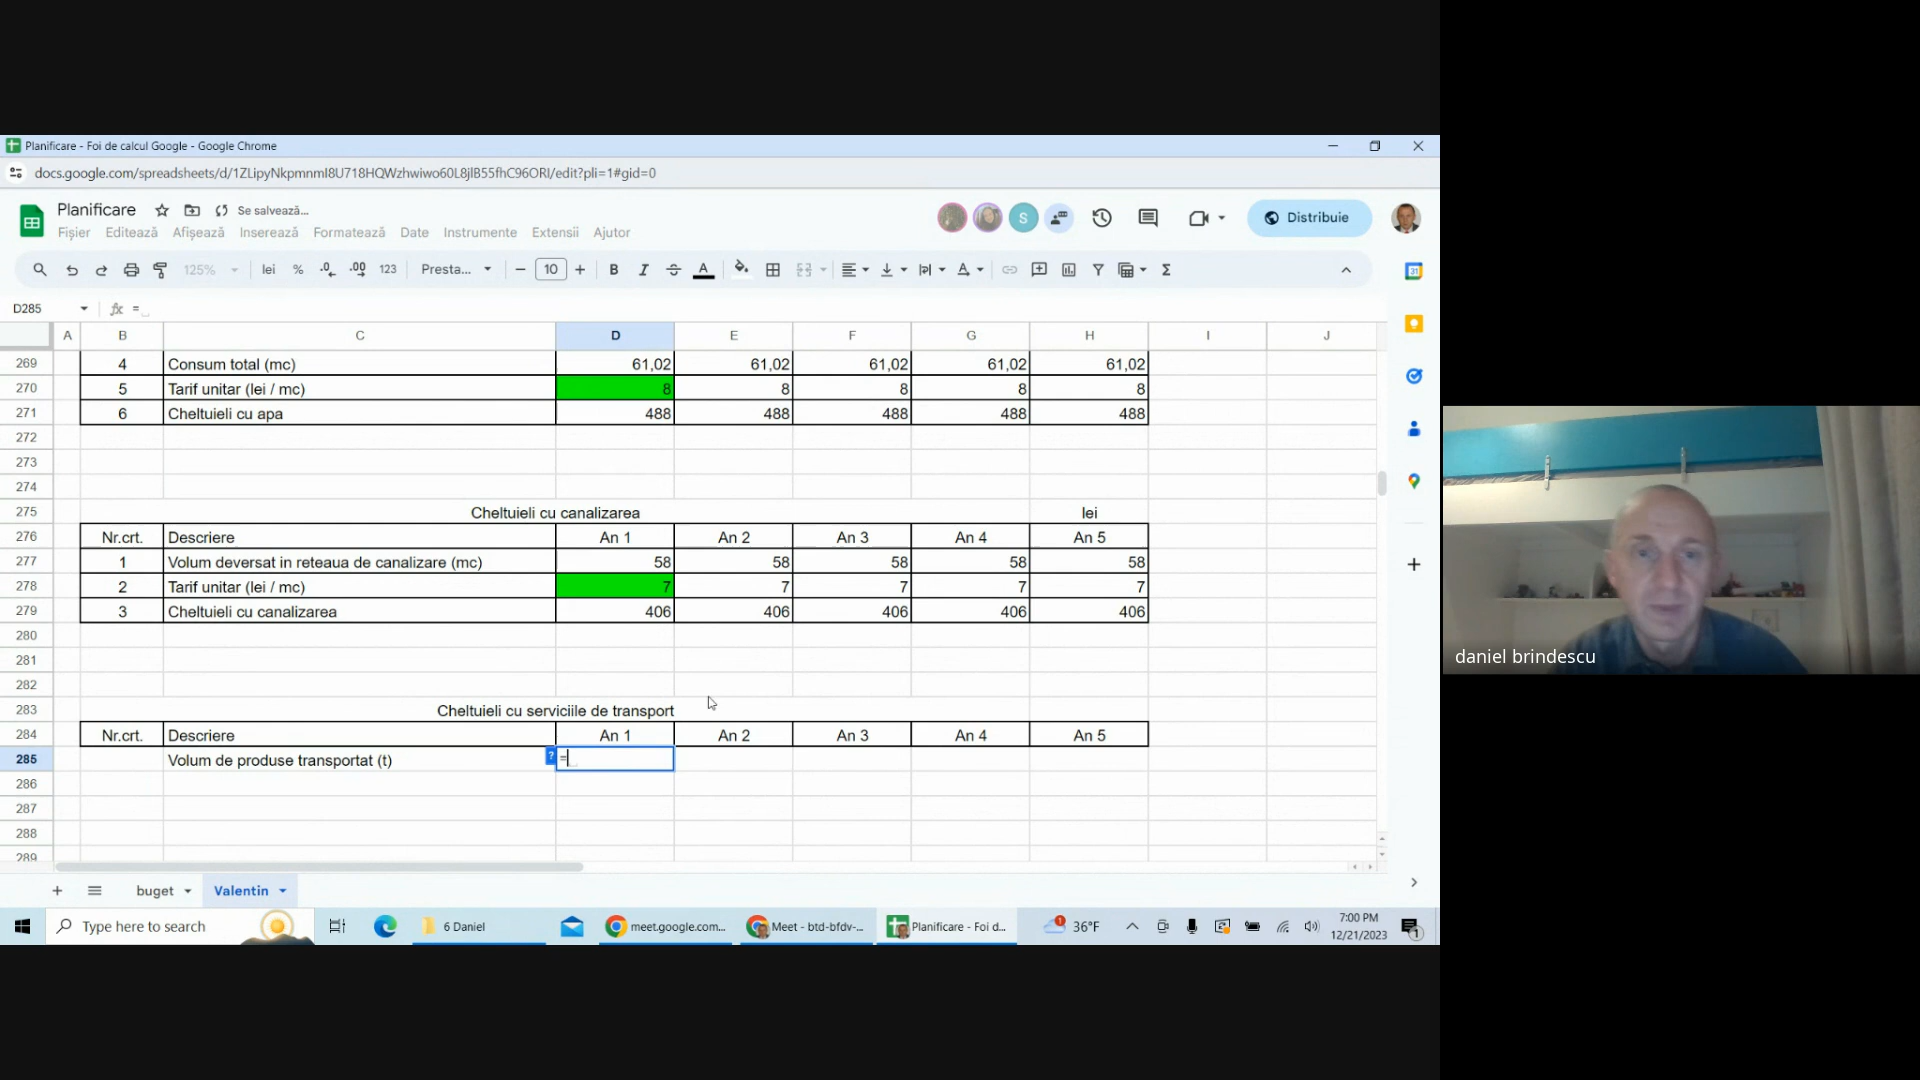 Planificare - Foi de calcul Google - Google Chrome
docs.google.com/spreadsheets/d/1ZLipyNkpmnmI8U718HQWzhwiwo60L8jlB55fhC96ORI/edit?pli=1#gid=0
Planificare Se salvează... S Distribuie
Fișier Editează Afișează Inserează Formatează Date Instrumente Extensii Ajutor
125% lei % .0 .00 123 Presta... 10 B I A
D285 fx =
A B C D E F G H I J
269 4 Consum total (mc) 61,02 61,02 61,02 61,02 61,02
270 5 Tarif unitar (lei / mc) 8 8 8 8 8
271 6 Cheltuieli cu apa 488 488 488 488 488
272
273
274
275 Cheltuieli cu canalizarea lei
276 Nr.crt. Descriere An 1 An 2 An 3 An 4 An 5
277 1 Volum deversat in reteaua de canalizare (mc) 58 58 58 58 58
278 2 Tarif unitar (lei / mc) 7 7 7 7 7
279 3 Cheltuieli cu canalizarea 406 406 406 406 406
280
281
282
283 Cheltuieli cu serviciile de transport
284 Nr.crt. Descriere An 1 An 2 An 3 An 4 An 5
285 Volum de produse transportat (t) ? =
286
287
288
289
buget Valentin
Type here to search 6 Daniel meet.google.com... Meet - btd-bfdv-... Planificare - Foi d... 1 36°F 7:00 PM
12/21/2023 1
31
daniel brindescu